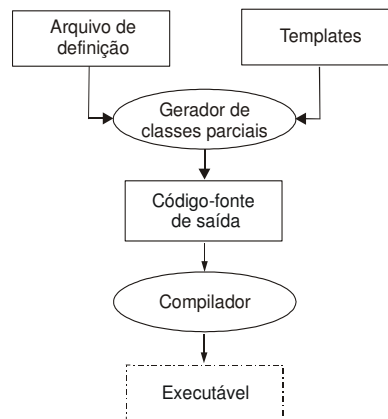 Arquivo de
definição
Templates
Gerador de
classes parciais
Código-fonte
de saída
Compilador
Executável